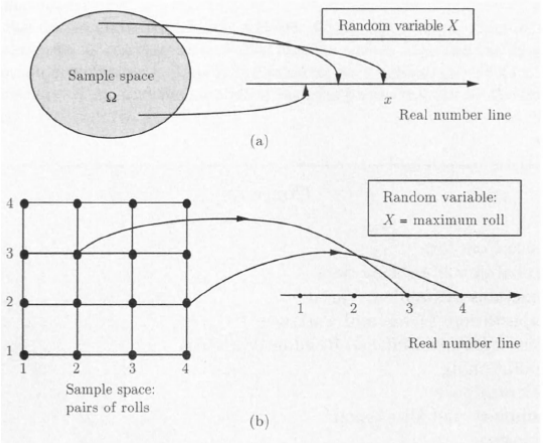 Random variable X
Sample space
Ω
x
Real number line
(a)
Random variable:
X = maximum roll
4
3
2
1
1 2 3 4
1 2 3 4
Real number line
Sample space:
pairs of rolls
(b)